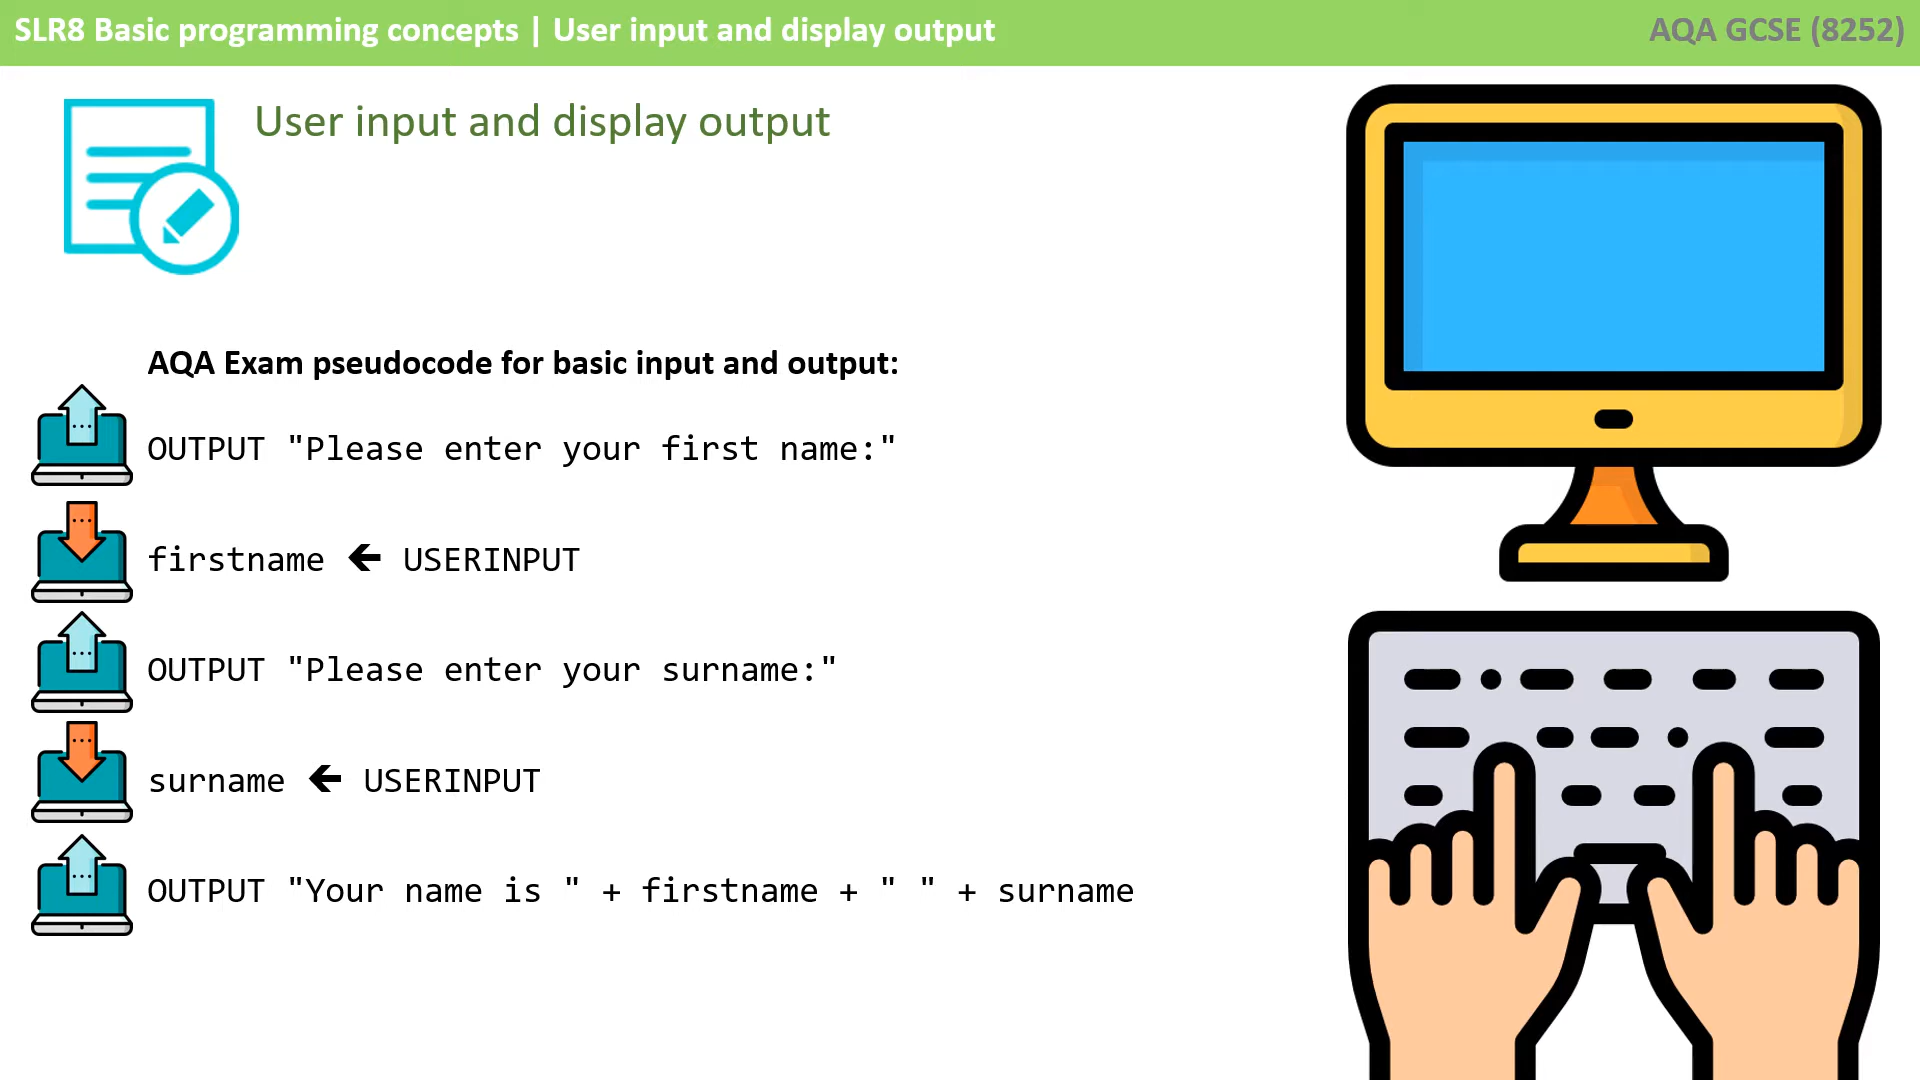 SLR8 Basic programming concepts | User input and display output
AQA GCSE (8252)
User input and display output
AQA Exam pseudocode for basic input and output:
OUTPUT "Please enter your first name:"
firstname 🡰 USERINPUT
OUTPUT "Please enter your surname:"
surname 🡰 USERINPUT
OUTPUT "Your name is " + firstname + " " + surname